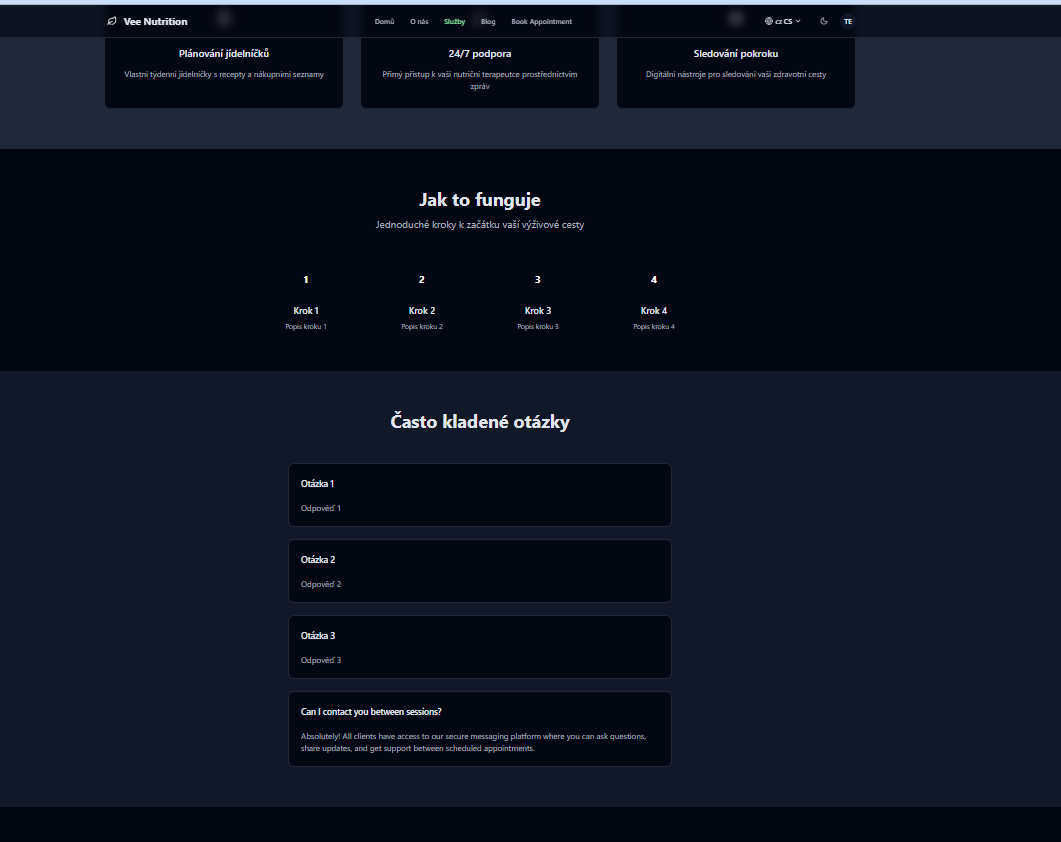 Vee Nutrition
Domů
O nás
Služby
Blog
Book Appointment
cz CS
TE
Plánování jídelníčků
Vlastní týdenní jídelníčky s recepty a nákupními seznamy
24/7 podpora
Přímý přístup k vaší nutriční terapeutce prostřednictvím
zpráv
Sledování pokroku
Digitální nástroje pro sledování vaší zdravotní cesty
Jak to funguje
Jednoduché kroky k začátku vaší výživové cesty
1
2
3
4
Krok 1
Krok 2
Krok 3
Krok 4
Popis kroku 1
Popis kroku 2
Popis kroku 3
Popis kroku 4
Často kladené otázky
Otázka 1
Odpověď 1
Otázka 2
Odpověď 2
Otázka 3
Odpověď 3
Can I contact you between sessions?
Absolutely! All clients have access to our secure messaging platform where you can ask questions,
share updates, and get support between scheduled appointments.